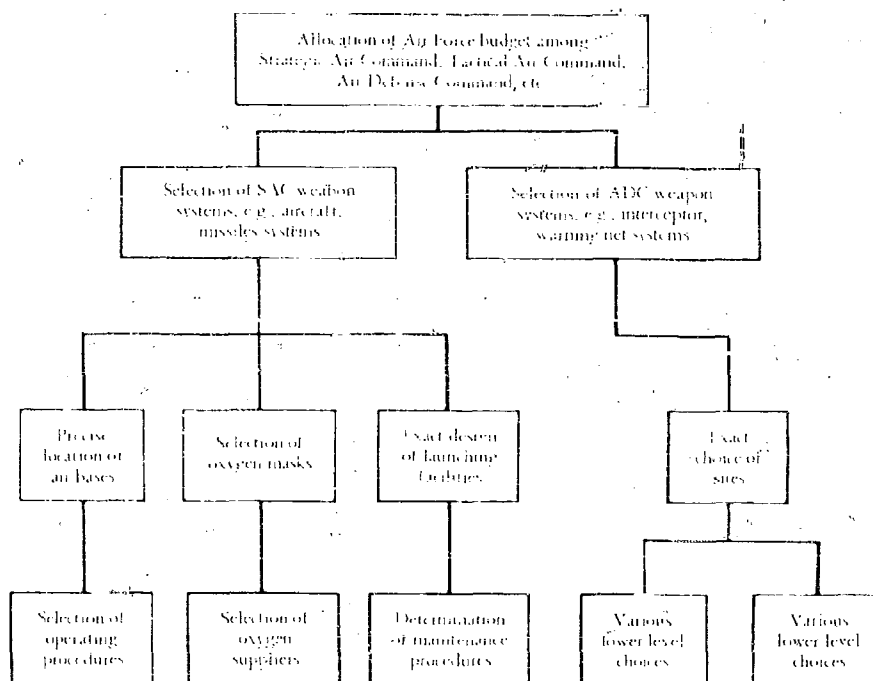 Allocation of Air Force budget among
Strategic Air Command, Tactical Air Command,
Air Defense Command, etc
Selection of SAC weapon
systems, e.g., aircraft,
missiles systems
Selection of ADC weapon
systems, e.g., interceptor,
warning net systems
Precise
location of
air bases
Selection of
oxygen masks
Exact design
of launching
facilities
Exact
choice of
sites
Selection of
operating
procedures
Selection of
oxygen
suppliers
Determination
of maintenance
procedures
Various
lower level
choices
Various
lower level
choices